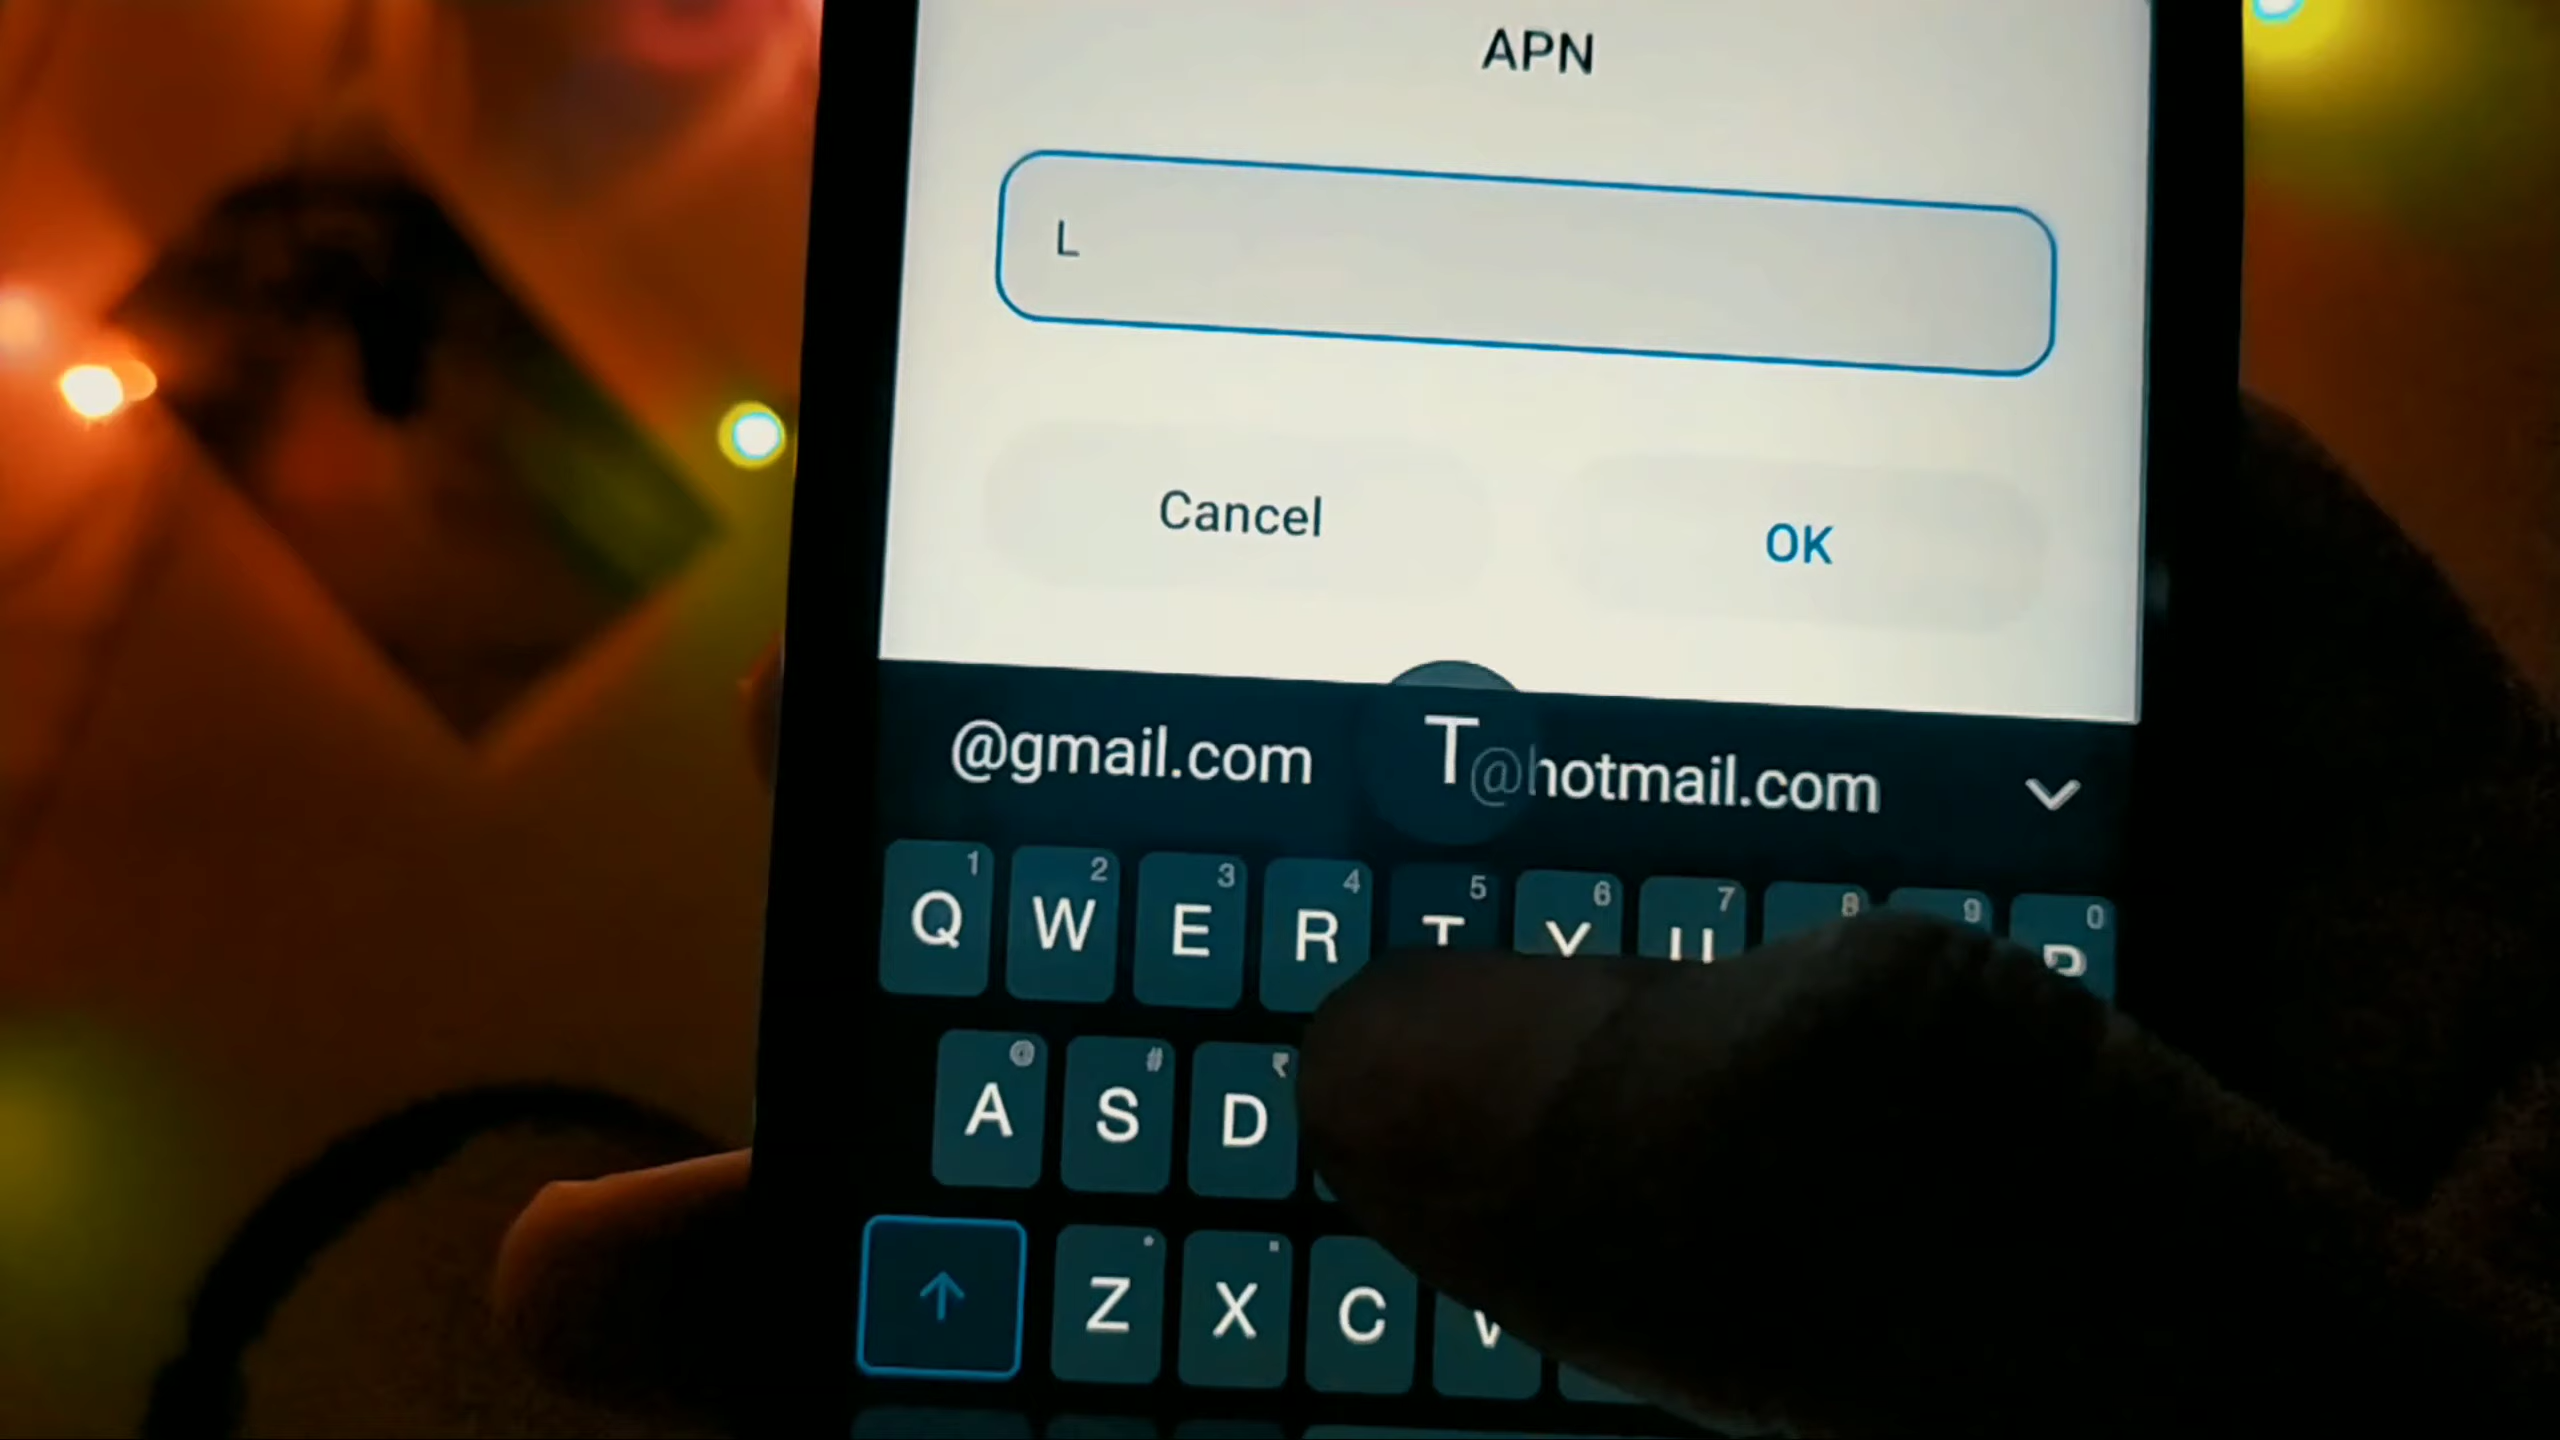 APN
L
Cancel
OK
@gmail.com
T
@hotmail.com
1 2 3 4 5 6 7 8 9 0
Q W E R T Y U P
@ # ₹
A S D
Z X C V